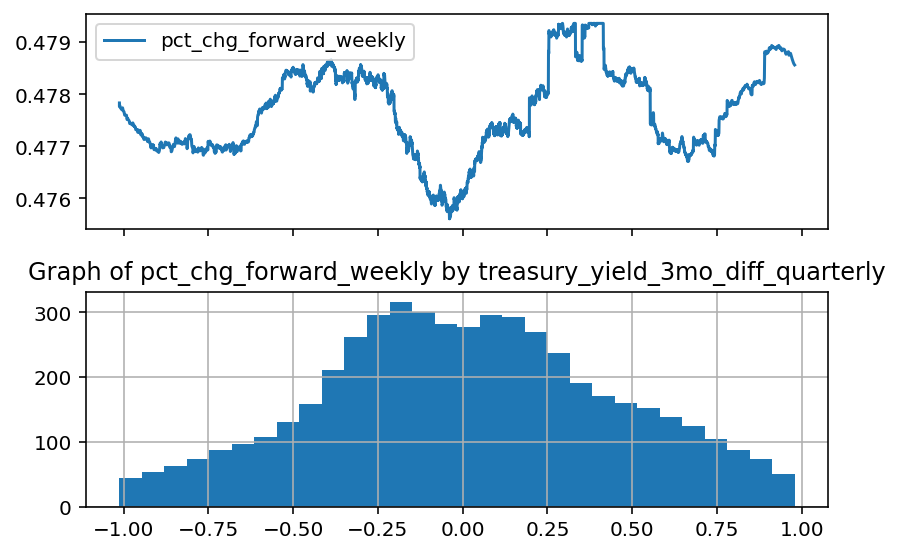 pct_chg_forward_weekly
0.479
0.478
0.477
0.476
Graph of pct_chg_forward_weekly by treasury_yield_3mo_diff_quarterly
300
200
100
0
−1.00 −0.75 −0.50 −0.25 0.00 0.25 0.50 0.75 1.00